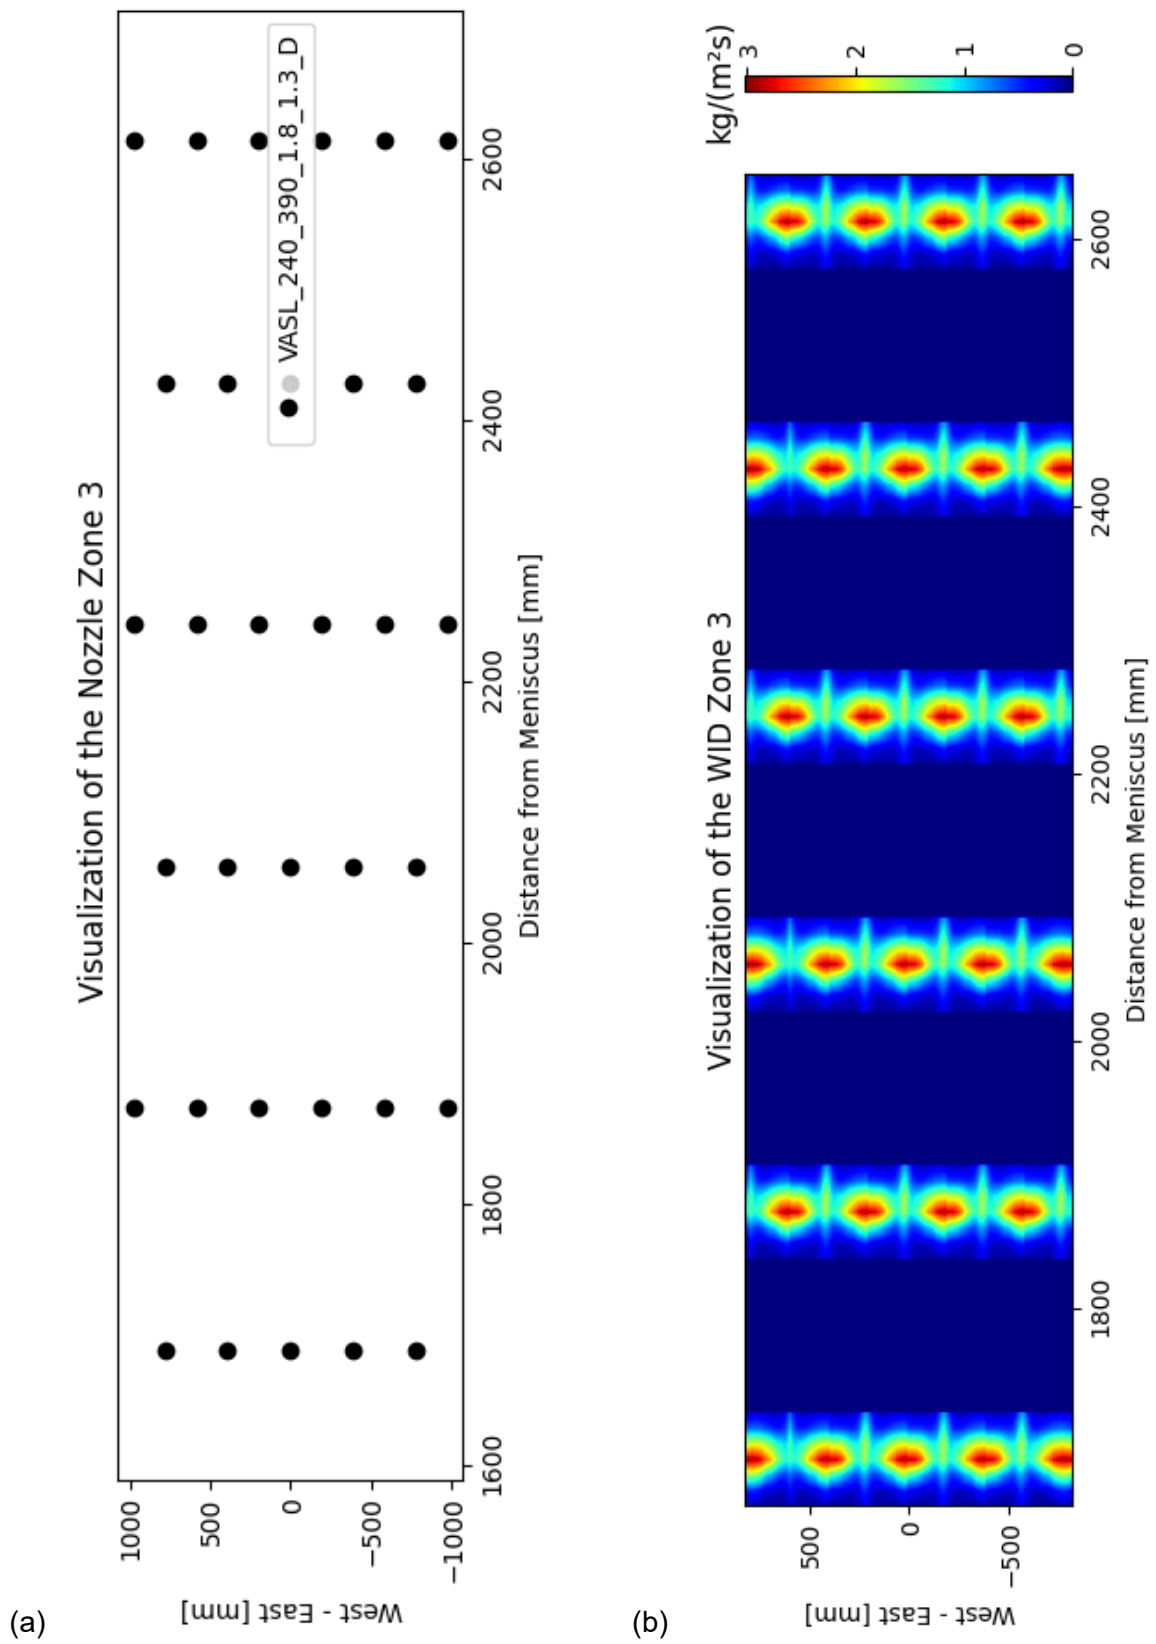 (a)
Visualization of the Nozzle Zone 3
West - East [mm]
1000
500
0
−500
−1000
VASL_240_390_1.8_1.3_D
1600
1800
2000
2200
2400
2600
Distance from Meniscus [mm]
(b)
Visualization of the WID Zone 3
West - East [mm]
500
0
−500
1800
2000
2200
2400
2600
Distance from Meniscus [mm]
kg/(m²s)
3
2
1
0